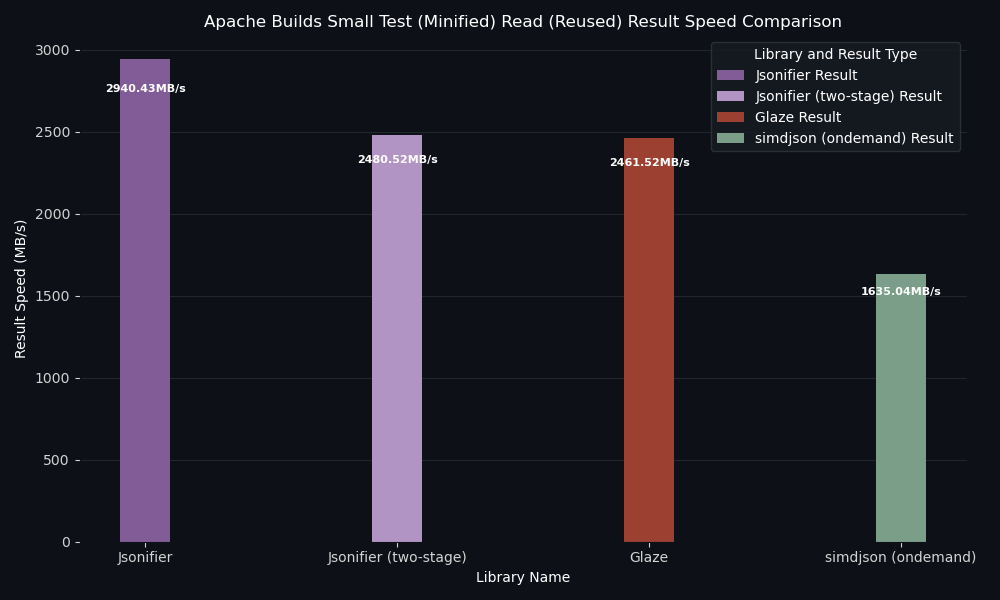 Apache Builds Small Test (Minified) Read (Reused) Result Speed Comparison
Library and Result Type
Jsonifier Result
Jsonifier (two-stage) Result
Glaze Result
simdjson (ondemand) Result
Result Speed (MB/s)
3000
2500
2000
1500
1000
500
0
2940.43MB/s
2480.52MB/s
2461.52MB/s
1635.04MB/s
Jsonifier
Jsonifier (two-stage)
Glaze
simdjson (ondemand)
Library Name